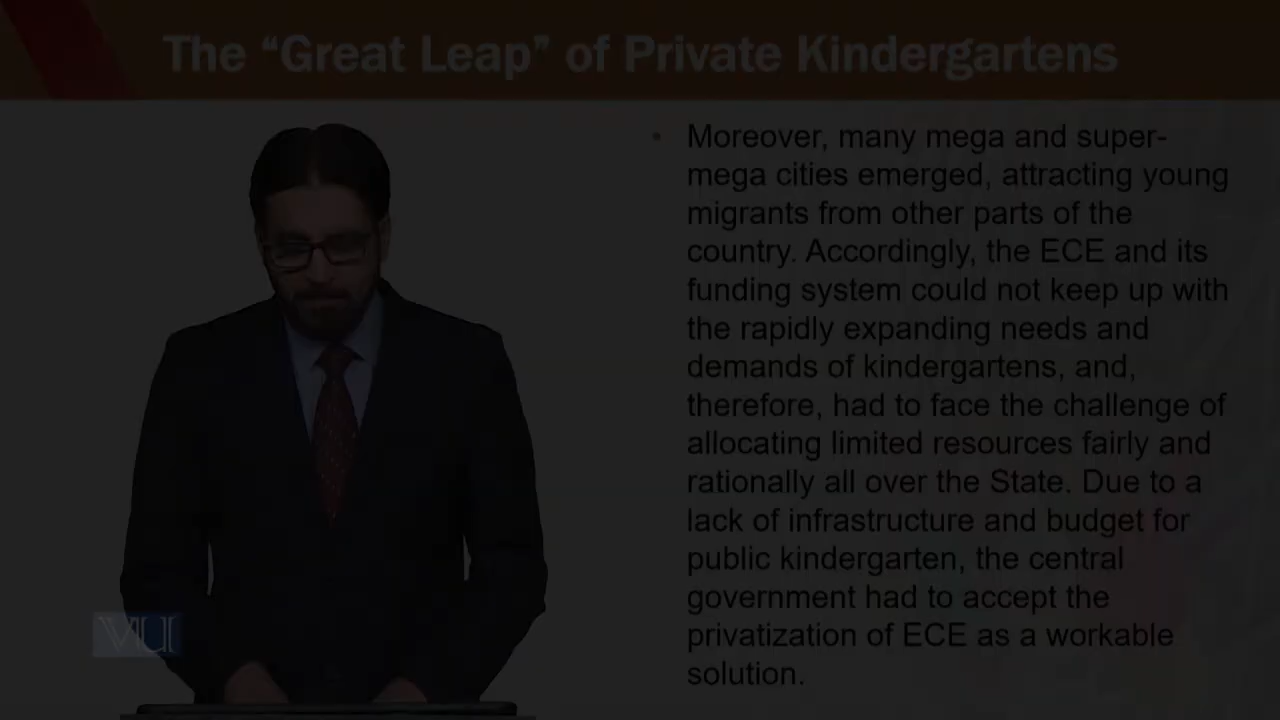 The “Great Leap” of Private Kindergartens
• Moreover, many mega and super-
mega cities emerged, attracting young
migrants from other parts of the
country. Accordingly, the ECE and its
funding system could not keep up with
the rapidly expanding needs and
demands of kindergartens, and,
therefore, had to face the challenge of
allocating limited resources fairly and
rationally all over the State. Due to a
lack of infrastructure and budget for
public kindergarten, the central
government had to accept the
privatization of ECE as a workable
solution.
VU